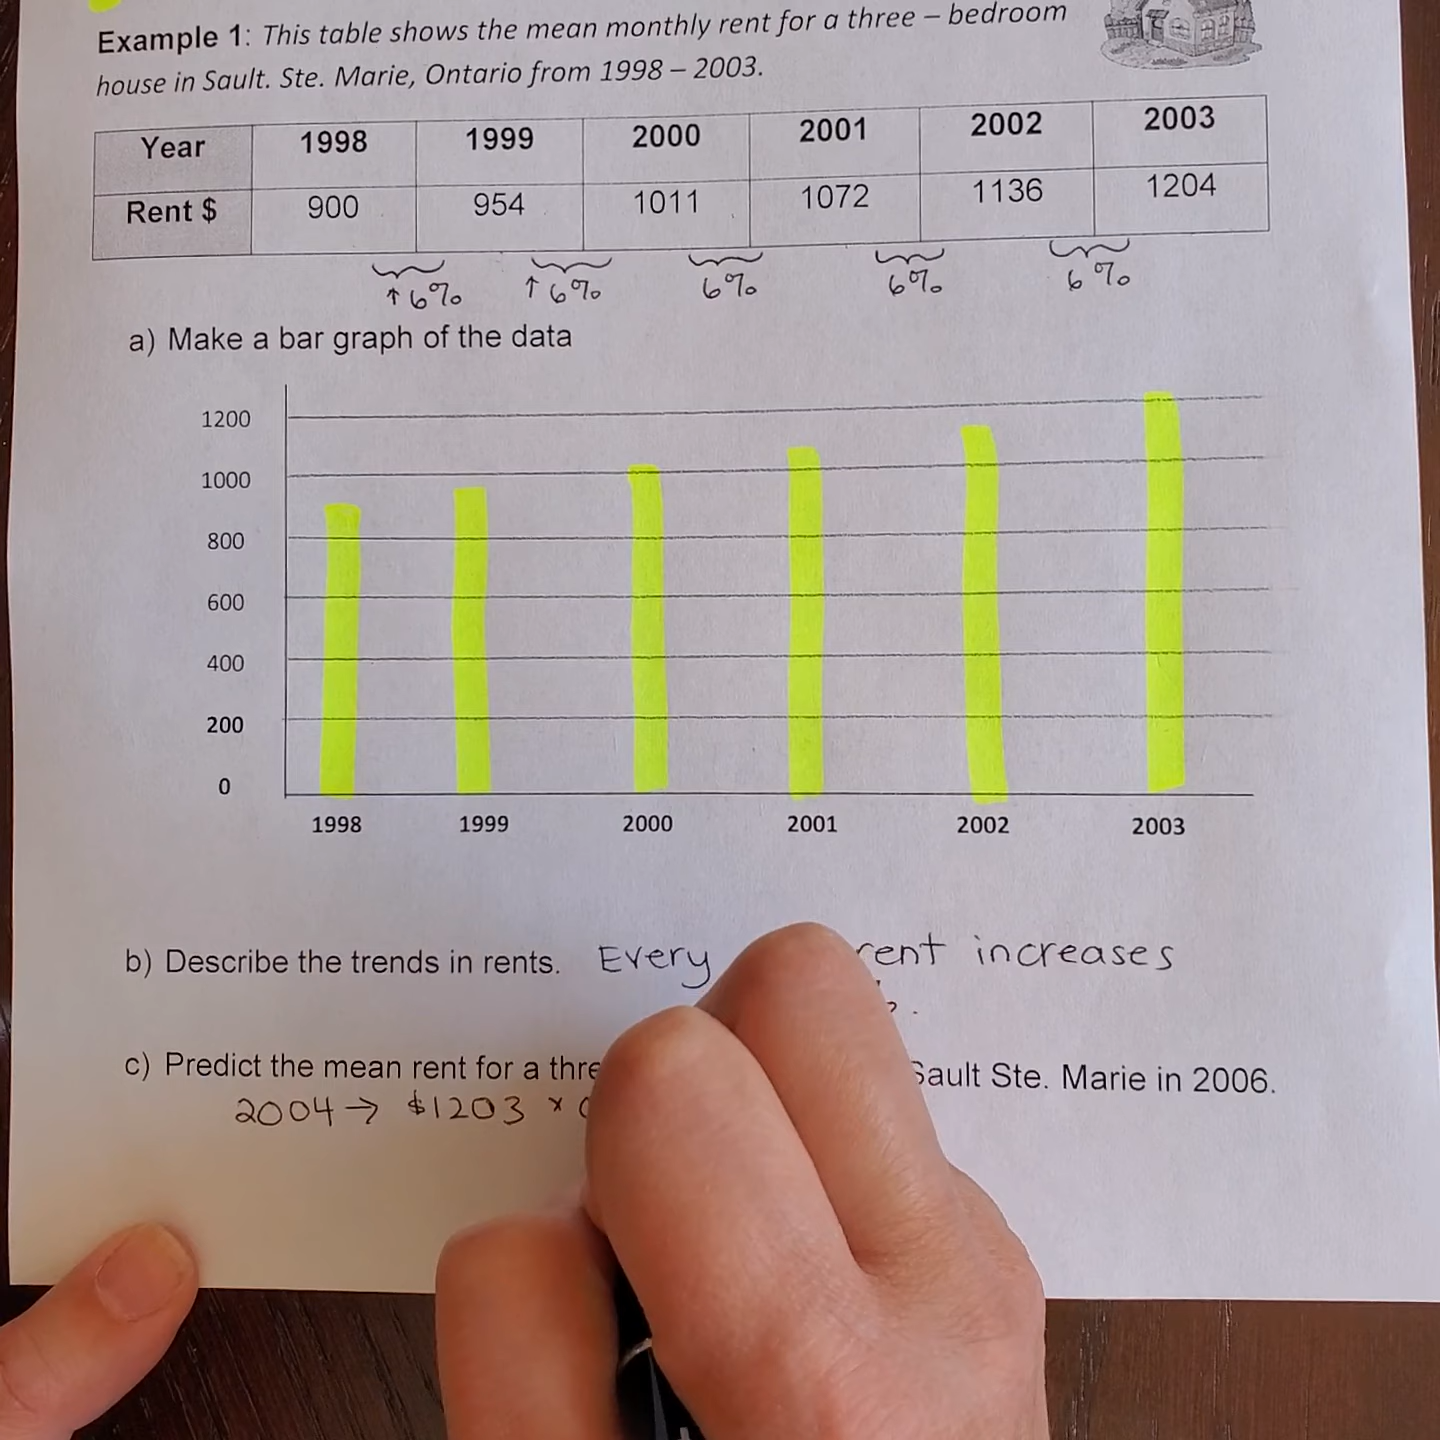 Example 1: This table shows the mean monthly rent for a three – bedroom
house in Sault. Ste. Marie, Ontario from 1998 – 2003.
Year 1998 1999 2000 2001 2002 2003
Rent $ 900 954 1011 1072 1136 1204
↑6% ↑6% 6% 6% 6%
a) Make a bar graph of the data
1200
1000
800
600
400
200
0
1998 1999 2000 2001 2002 2003
b) Describe the trends in rents. Every rent increases
c) Predict the mean rent for a Sault Ste. Marie in 2006.
2004 → $1203 ×